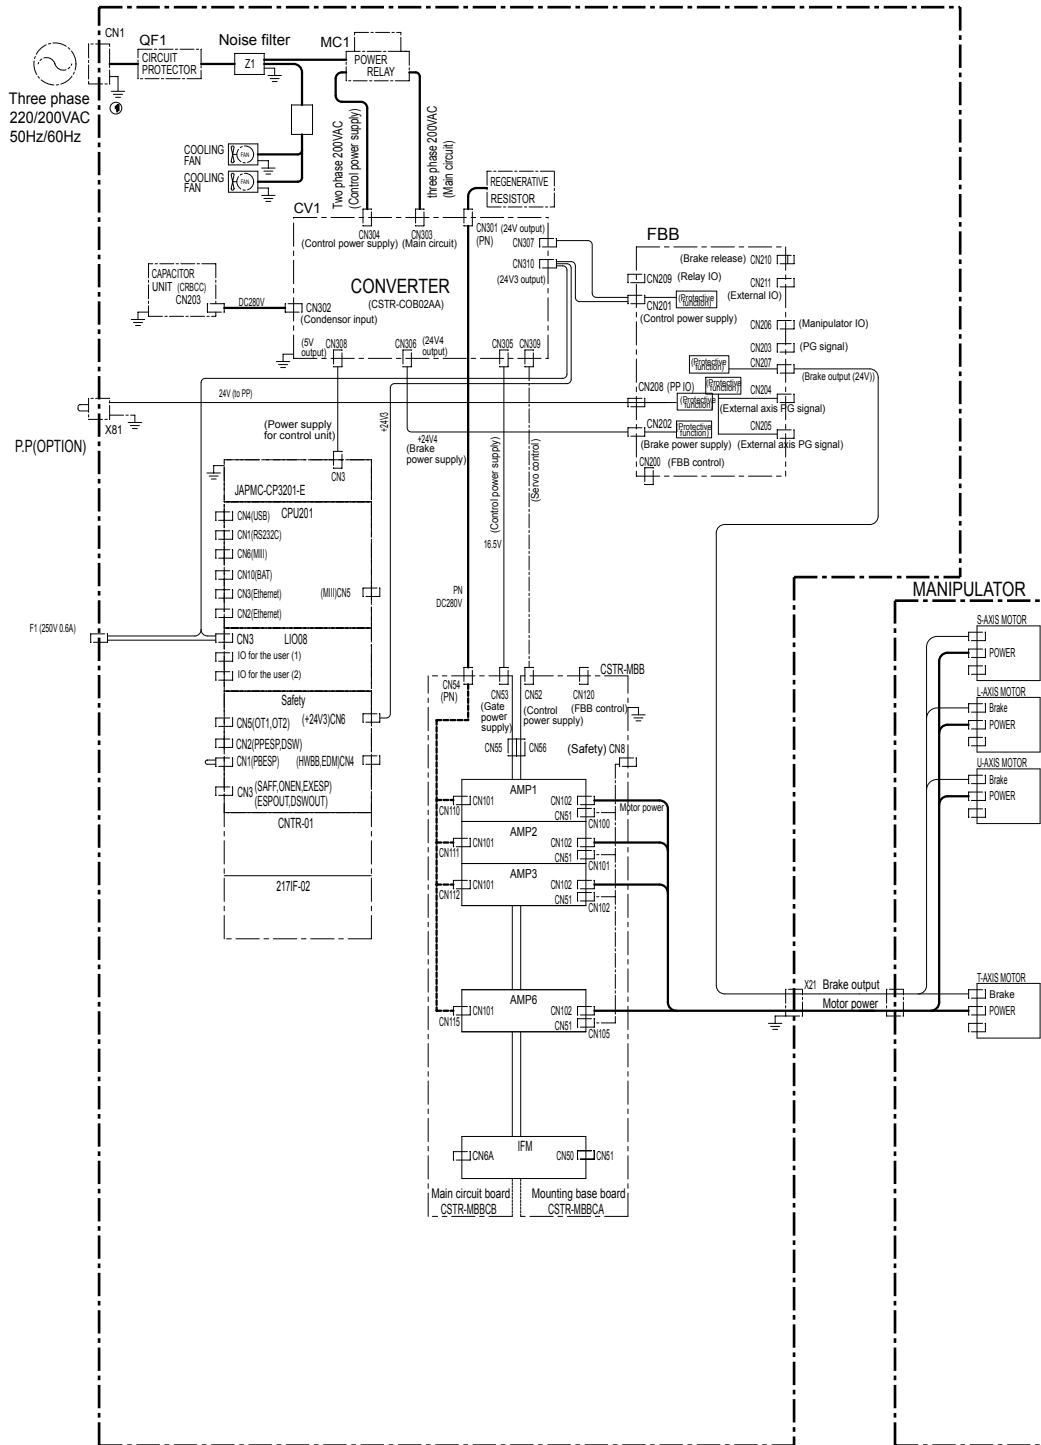 CN1
QF1
CIRCUIT
PROTECTOR
Noise filter
Z1
MC1
POWER
RELAY
Three phase
220/200VAC
50Hz/60Hz
COOLING
FAN
FAN
COOLING
FAN
FAN
Two phase 200VAC
(Control power supply)
three phase 200VAC
(Main circuit)
REGENERATIVE
RESISTOR
CV1
CN304
(Control power supply)
CN303
(Main circuit)
CN301
(PN)
(24V output)
CN307
CN310
(24V3 output)
CONVERTER
(CSTR-COB02AA)
CAPACITOR
UNIT (CRBCC)
CN203
DC280V
CN302
(Condensor input)
(5V
output)
CN308
CN306
(24V4
output)
CN305
CN309
FBB
(Brake release) CN210
CN209 (Relay IO)
CN211
(External IO)
CN201
(Protective
function)
(Control power supply)
CN206
(Manipulator IO)
CN203
(PG signal)
(Protective
function)
CN207
(Brake output (24V))
CN208 (PP IO)
(Protective
function)
(Protective
function)
CN204
(External axis PG signal)
CN202
(Protective
function)
CN205
(Brake power supply)
(External axis PG signal)
CN200
(FBB control)
24V (to PP)
X81
P.P(OPTION)
(Power supply
for control unit)
+24V3
+24V4
(Brake
power supply)
(Control power supply)
(Servo control)
16.5V
PN
DC280V
CN3
JAPMC-CP3201-E
CN4(USB)
CPU201
CN1(RS232C)
CN6(MIII)
CN10(BAT)
CN3(Ethernet)
(MIII)CN5
CN2(Ethernet)
F1 (250V 0.6A)
CN3
LIO08
IO for the user (1)
IO for the user (2)
Safety
CN5(OT1,OT2)
(+24V3)CN6
CN2(PPESP,DSW)
CN1(PBESP)
(HWBB,EDM)CN4
CN3
(SAFF,ONEN,EXESP)
(ESPOUT,DSWOUT)
CNTR-01
217IF-02
CSTR-MBB
CN54
(PN)
CN53
(Gate
power
supply)
CN52
(Control
power supply)
CN120
(FBB control)
CN55
CN56
(Safety) CN8
AMP1
CN110
CN101
CN102
CN51
CN100
Motor power
AMP2
CN111
CN101
CN102
CN51
CN101
AMP3
CN112
CN101
CN102
CN51
CN102
AMP6
CN115
CN101
CN102
CN51
CN105
IFM
CN6A
CN50
CN51
Main circuit board
CSTR-MBBCB
Mounting base board
CSTR-MBBCA
MANIPULATOR
S-AXIS MOTOR
POWER
L-AXIS MOTOR
Brake
POWER
U-AXIS MOTOR
Brake
POWER
X21
Brake output
Motor power
T-AXIS MOTOR
Brake
POWER